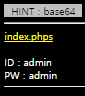 HINT : base64
index.phps
ID : admin
PW : admin